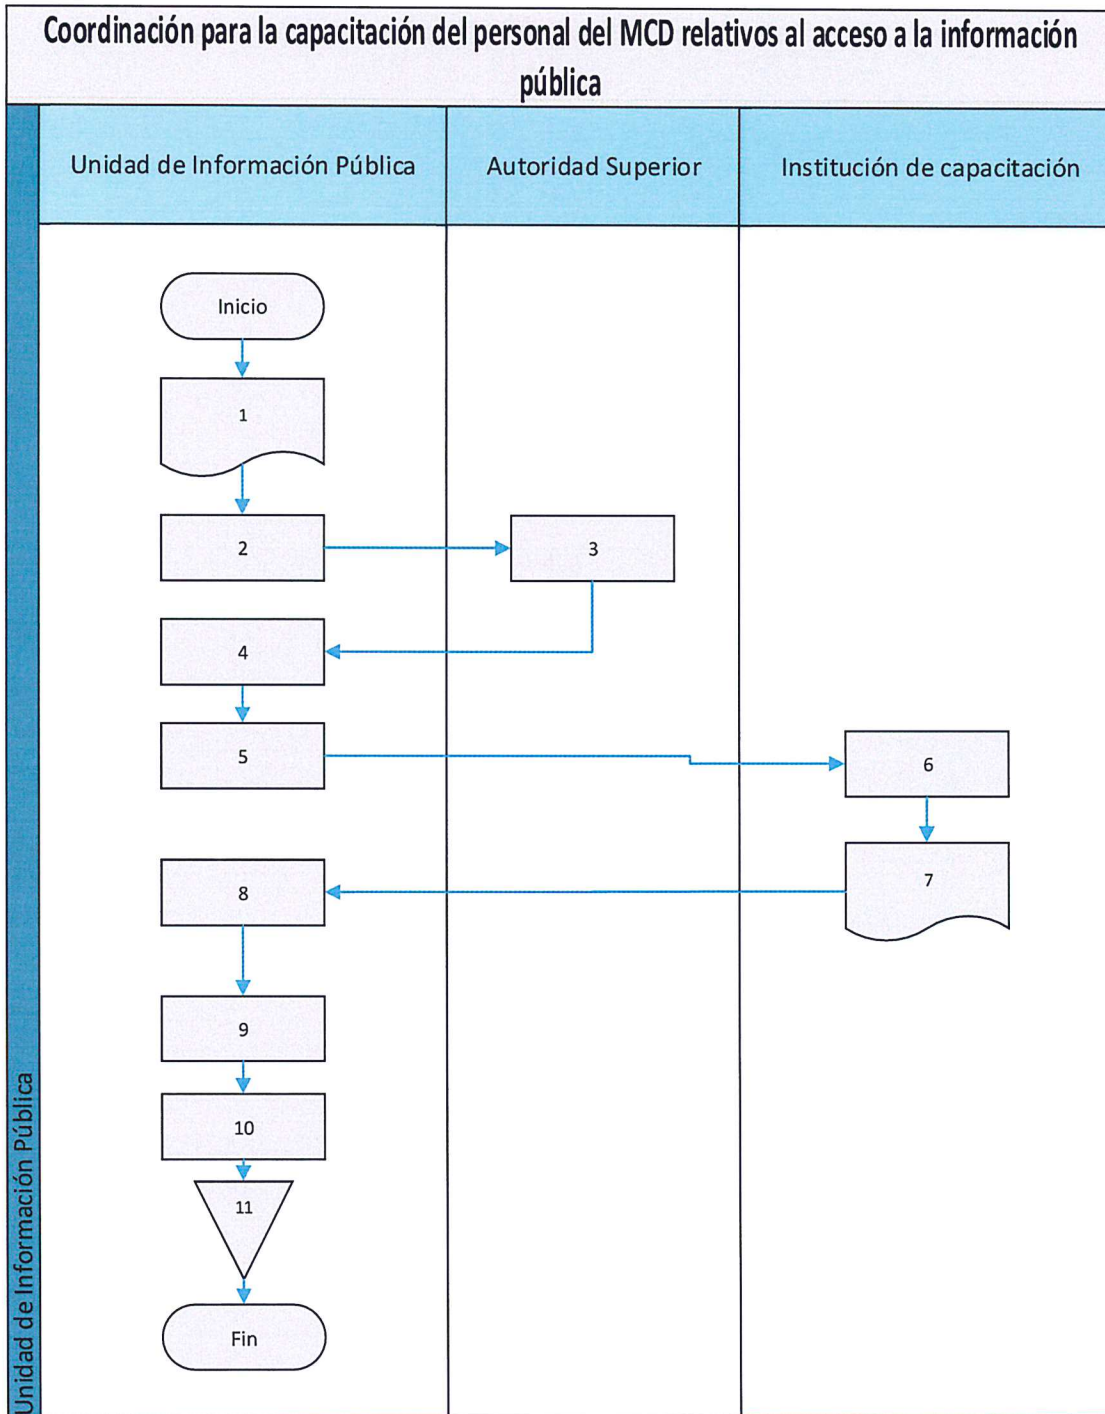 Coordinación para la capacitación del personal del MCD relativos al acceso a la información
pública
Unidad de Información Pública
Autoridad Superior
Institución de capacitación
Inicio
1
2
3
4
5
6
7
8
9
10
11
Fin
Unidad de Información Pública